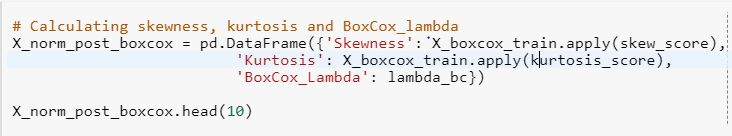 # Calculating skewness, kurtosis and BoxCox_lambda
X_norm_post_boxcox = pd.DataFrame({'Skewness': X_boxcox_train.apply(skew_score),
'Kurtosis': X_boxcox_train.apply(kurtosis_score),
'BoxCox_Lambda': lambda_bc})
X_norm_post_boxcox.head(10)